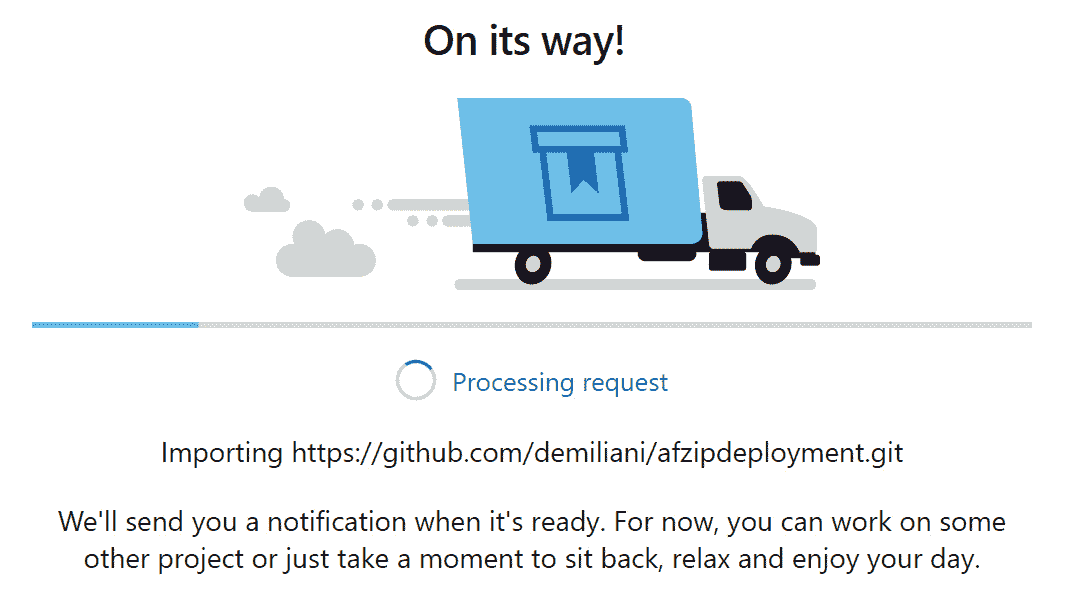 On its way!
Processing request
Importing https://github.com/demiliani/afzipdeployment.git
We'll send you a notification when it's ready. For now, you can work on some
other project or just take a moment to sit back, relax and enjoy your day.